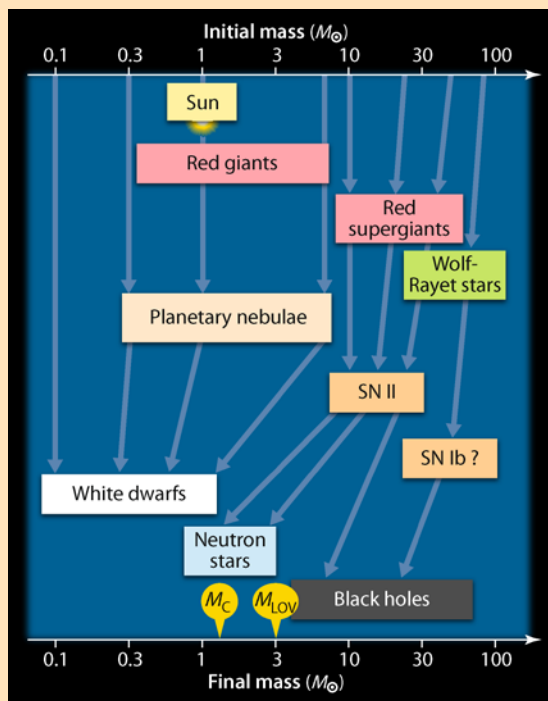 Initial mass (M⊙)
0.1 0.3 1 3 10 30 100
Sun
Red giants
Red
supergiants
Wolf-
Rayet stars
Planetary nebulae
SN II
SN Ib ?
White dwarfs
Neutron
stars
M_C M_LOV Black holes
0.1 0.3 1 3 10 30 100
Final mass (M⊙)